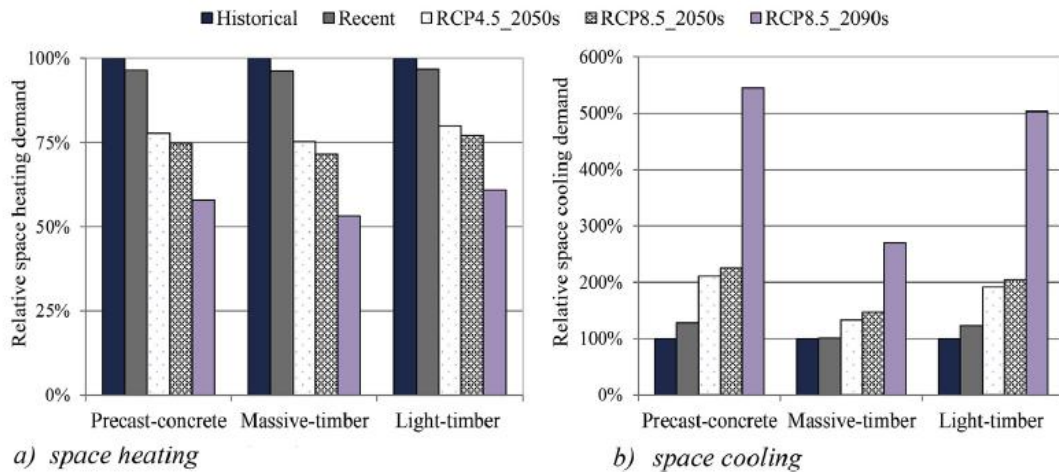 Historical Recent RCP4.5_2050s RCP8.5_2050s RCP8.5_2090s
Relative space heating demand
100%
75%
50%
25%
0%
Precast-concrete Massive-timber Light-timber
a) space heating
Relative space cooling demand
600%
500%
400%
300%
200%
100%
0%
Precast-concrete Massive-timber Light-timber
b) space cooling